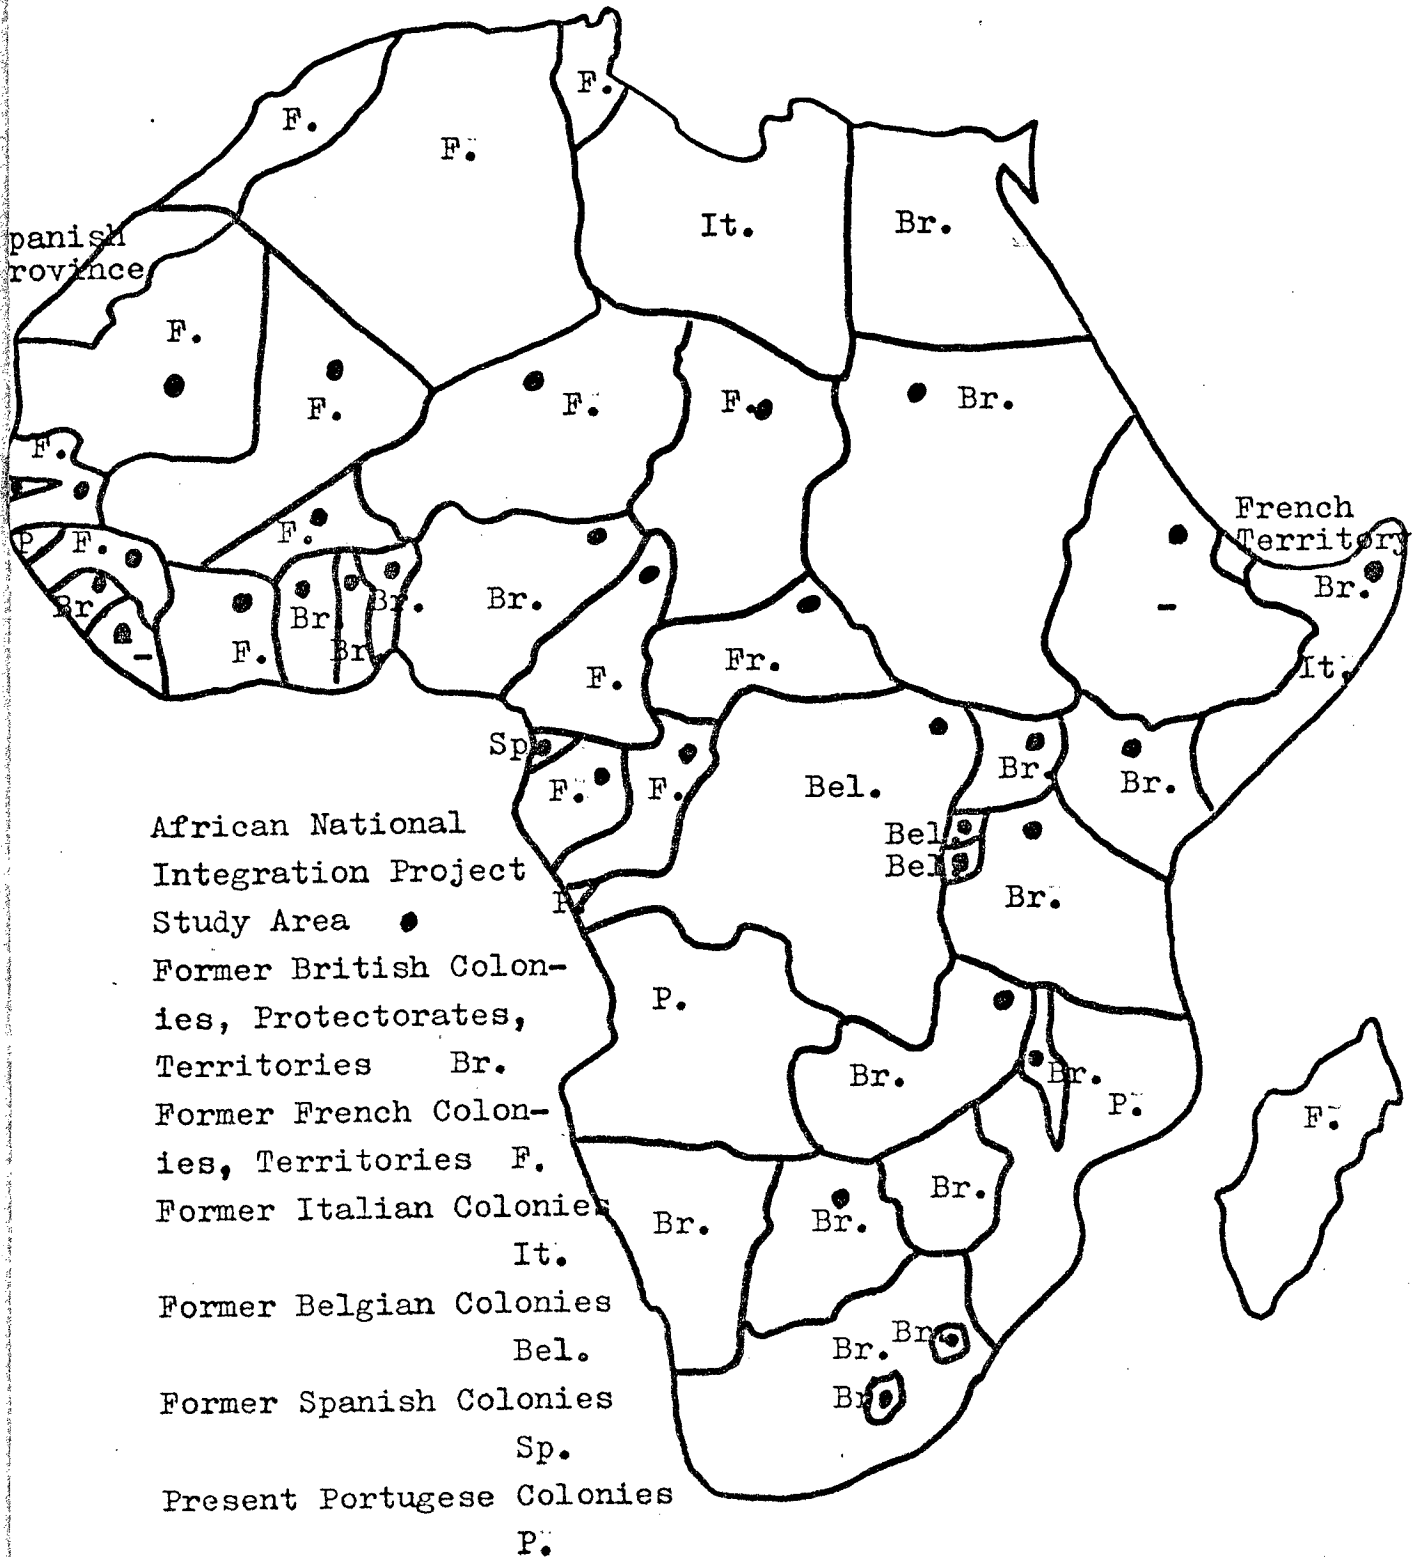 F.
F.
F.
It.
Br.
panish
rovince
F.
F.
F.
F.
Br.
F.
French
Territory
P
F.
F.
Br.
Br
Br
Br.
Br
F.
Br.
-
-
It.
F.
Fr.
Sp
F.
F.
Bel.
Br.
Br.
Bel
Bel.
Br.
P.
P.
Br.
Br.
P.
F.
Br.
Br.
Br.
Br.
Br.
Br
African National
Integration Project
Study Area
Former British Colon-
ies, Protectorates,
Territories Br.
Former French Colon-
ies, Territories F.
Former Italian Colonies
It.
Former Belgian Colonies
Bel.
Former Spanish Colonies
Sp.
Present Portugese Colonies
P.